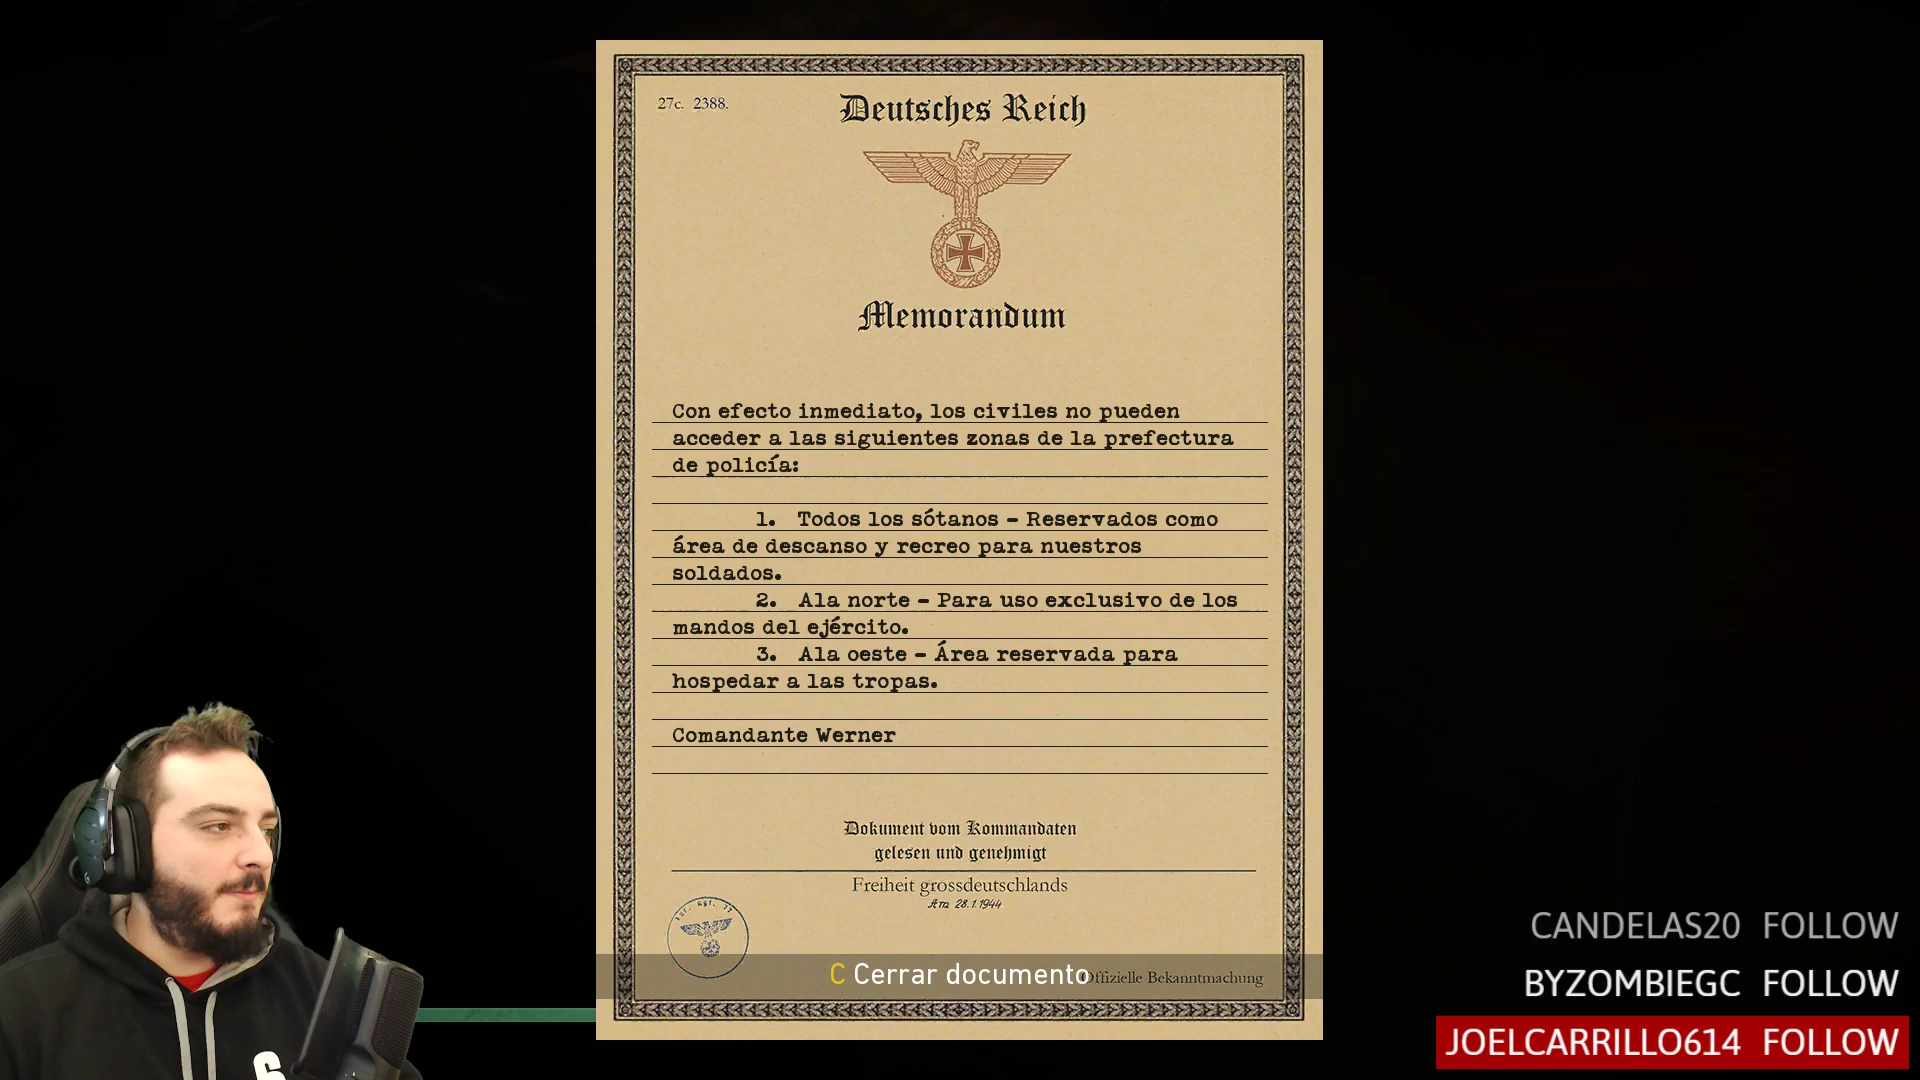 27c. 2388.
Deutsches Reich
Memorandum
Con efecto inmediato, los civiles no pueden
acceder a las siguientes zonas de la prefectura
de policía:
1. Todos los sótanos - Reservados como
área de descanso y recreo para nuestros
soldados.
2. Ala norte - Para uso exclusivo de los
mandos del ejército.
3. Ala oeste - Área reservada para
hospedar a las tropas.
Comandante Werner
Dokument vom Kommandaten
gelesen und genehmigt
Freiheit grossdeutschlands
Am 28.1.1944
C Cerrar documento
Offizielle Bekanntmachung
CANDELAS20 FOLLOW
BYZOMBIEGC FOLLOW
JOELCARRILLO614 FOLLOW